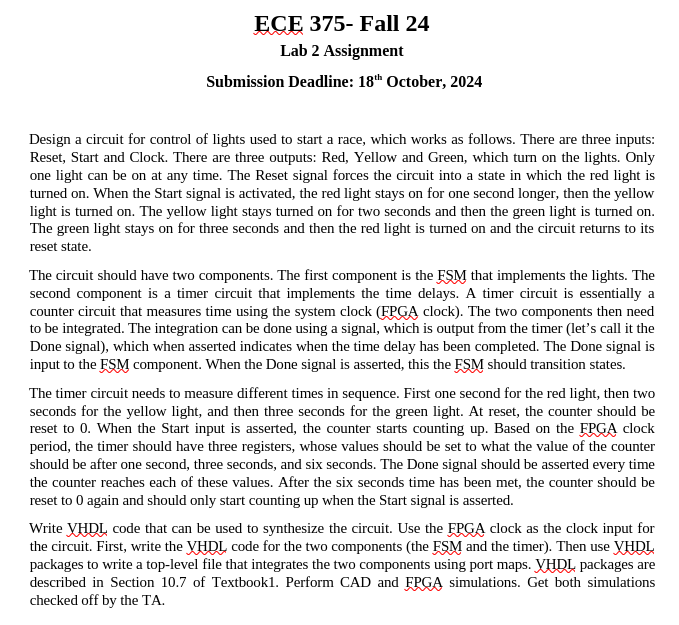 ECE 375- Fall 24
Lab 2 Assignment
Submission Deadline: 18th October, 2024
Design a circuit for control of lights used to start a race, which works as follows. There are three inputs:
Reset, Start and Clock. There are three outputs: Red, Yellow and Green, which turn on the lights. Only
one light can be on at any time. The Reset signal forces the circuit into a state in which the red light is
turned on. When the Start signal is activated, the red light stays on for one second longer, then the yellow
light is turned on. The yellow light stays turned on for two seconds and then the green light is turned on.
The green light stays on for three seconds and then the red light is turned on and the circuit returns to its
reset state.
The circuit should have two components. The first component is the FSM that implements the lights. The
second component is a timer circuit that implements the time delays. A timer circuit is essentially a
counter circuit that measures time using the system clock (FPGA clock). The two components then need
to be integrated. The integration can be done using a signal, which is output from the timer (let’s call it the
Done signal), which when asserted indicates when the time delay has been completed. The Done signal is
input to the FSM component. When the Done signal is asserted, this the FSM should transition states.
The timer circuit needs to measure different times in sequence. First one second for the red light, then two
seconds for the yellow light, and then three seconds for the green light. At reset, the counter should be
reset to 0. When the Start input is asserted, the counter starts counting up. Based on the FPGA clock
period, the timer should have three registers, whose values should be set to what the value of the counter
should be after one second, three seconds, and six seconds. The Done signal should be asserted every time
the counter reaches each of these values. After the six seconds time has been met, the counter should be
reset to 0 again and should only start counting up when the Start signal is asserted.
Write VHDL code that can be used to synthesize the circuit. Use the FPGA clock as the clock input for
the circuit. First, write the VHDL code for the two components (the FSM and the timer). Then use VHDL
packages to write a top-level file that integrates the two components using port maps. VHDL packages are
described in Section 10.7 of Textbook1. Perform CAD and FPGA simulations. Get both simulations
checked off by the TA.